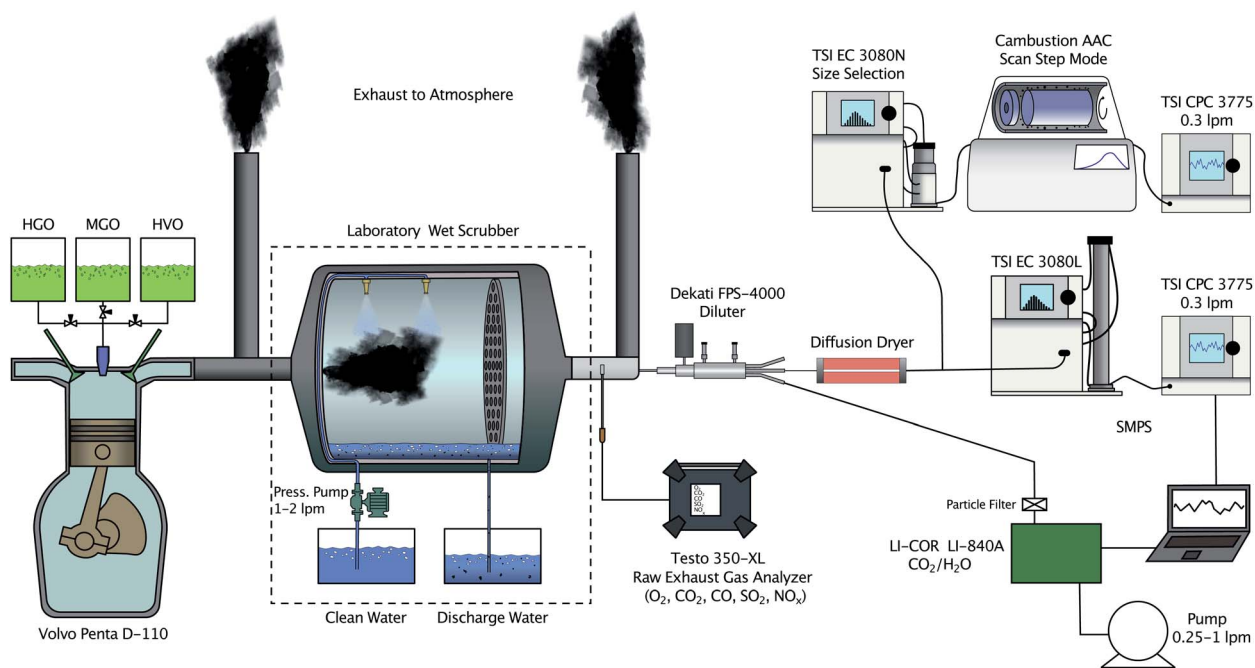 Exhaust to Atmosphere
TSI EC 3080N
Size Selection
Cambustion AAC
Scan Step Mode
TSI CPC 3775
0.3 lpm
HGO
MGO
HVO
Laboratory Wet Scrubber
Dekati FPS-4000
Diluter
Diffusion Dryer
TSI EC 3080L
TSI CPC 3775
0.3 lpm
SMPS
Press. Pump
1-2 lpm
Clean Water
Discharge Water
Testo 350-XL
Raw Exhaust Gas Analyzer
(O₂, CO₂, CO, SO₂, NOₓ)
Particle Filter
LI-COR LI-840A
CO₂/H₂O
Pump
0.25-1 lpm
Volvo Penta D-110